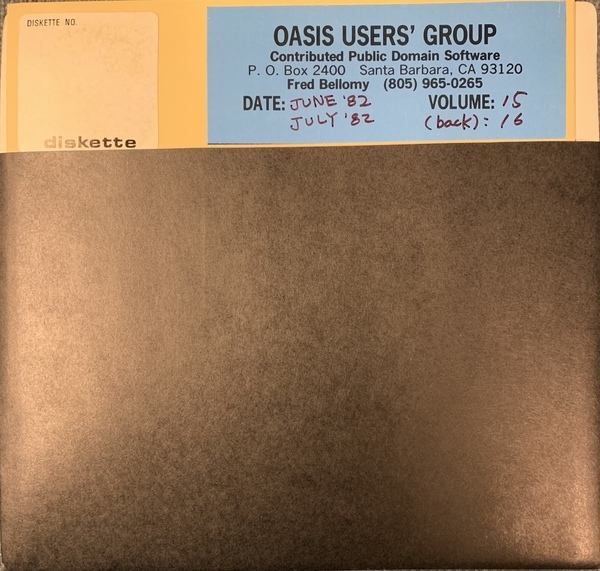 DISKETTE NO.
diskette
OASIS USERS' GROUP
Contributed Public Domain Software
P. O. Box 2400 Santa Barbara, CA 93120
Fred Bellomy (805) 965-0265
DATE: JUNE '82 VOLUME: 15
JULY '82 (back): 16